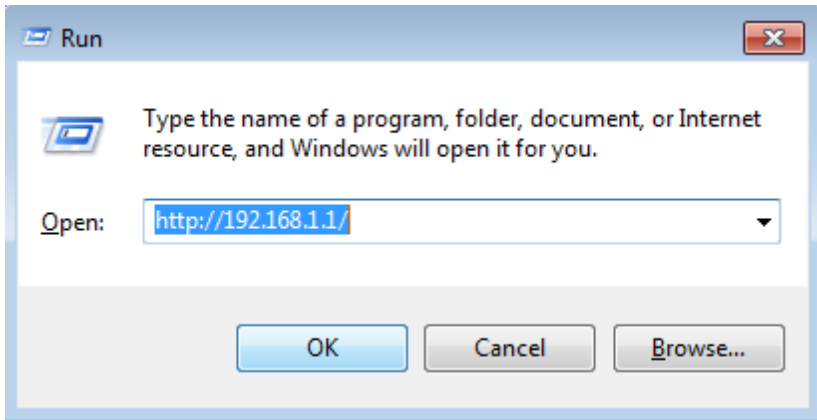 Run
Type the name of a program, folder, document, or Internet
resource, and Windows will open it for you.
Open: http://192.168.1.1/
OK Cancel Browse...